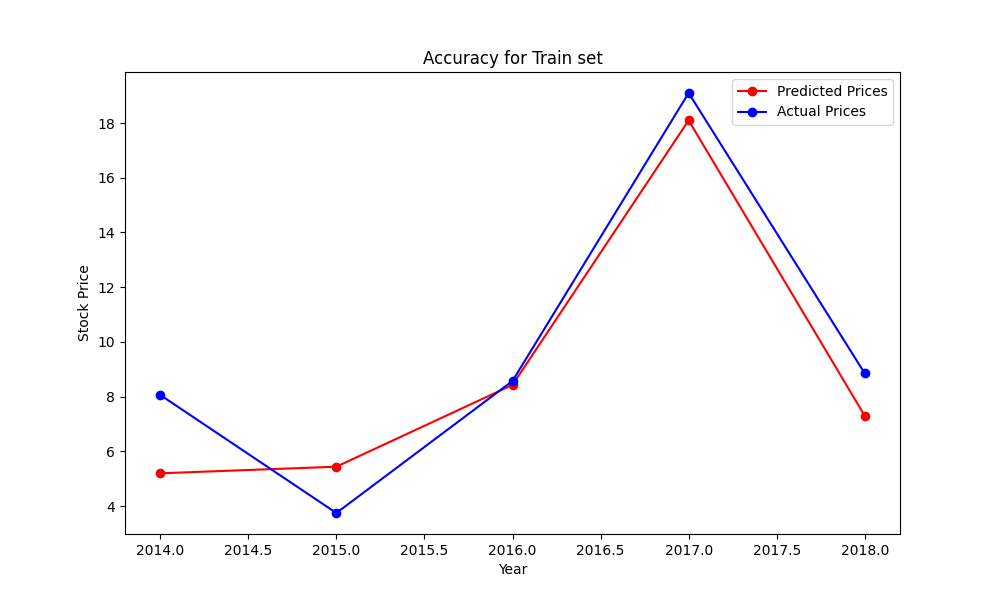 Accuracy for Train set
Predicted Prices
Actual Prices
Stock Price
18
16
14
12
10
8
6
4
2014.0 2014.5 2015.0 2015.5 2016.0 2016.5 2017.0 2017.5 2018.0
Year